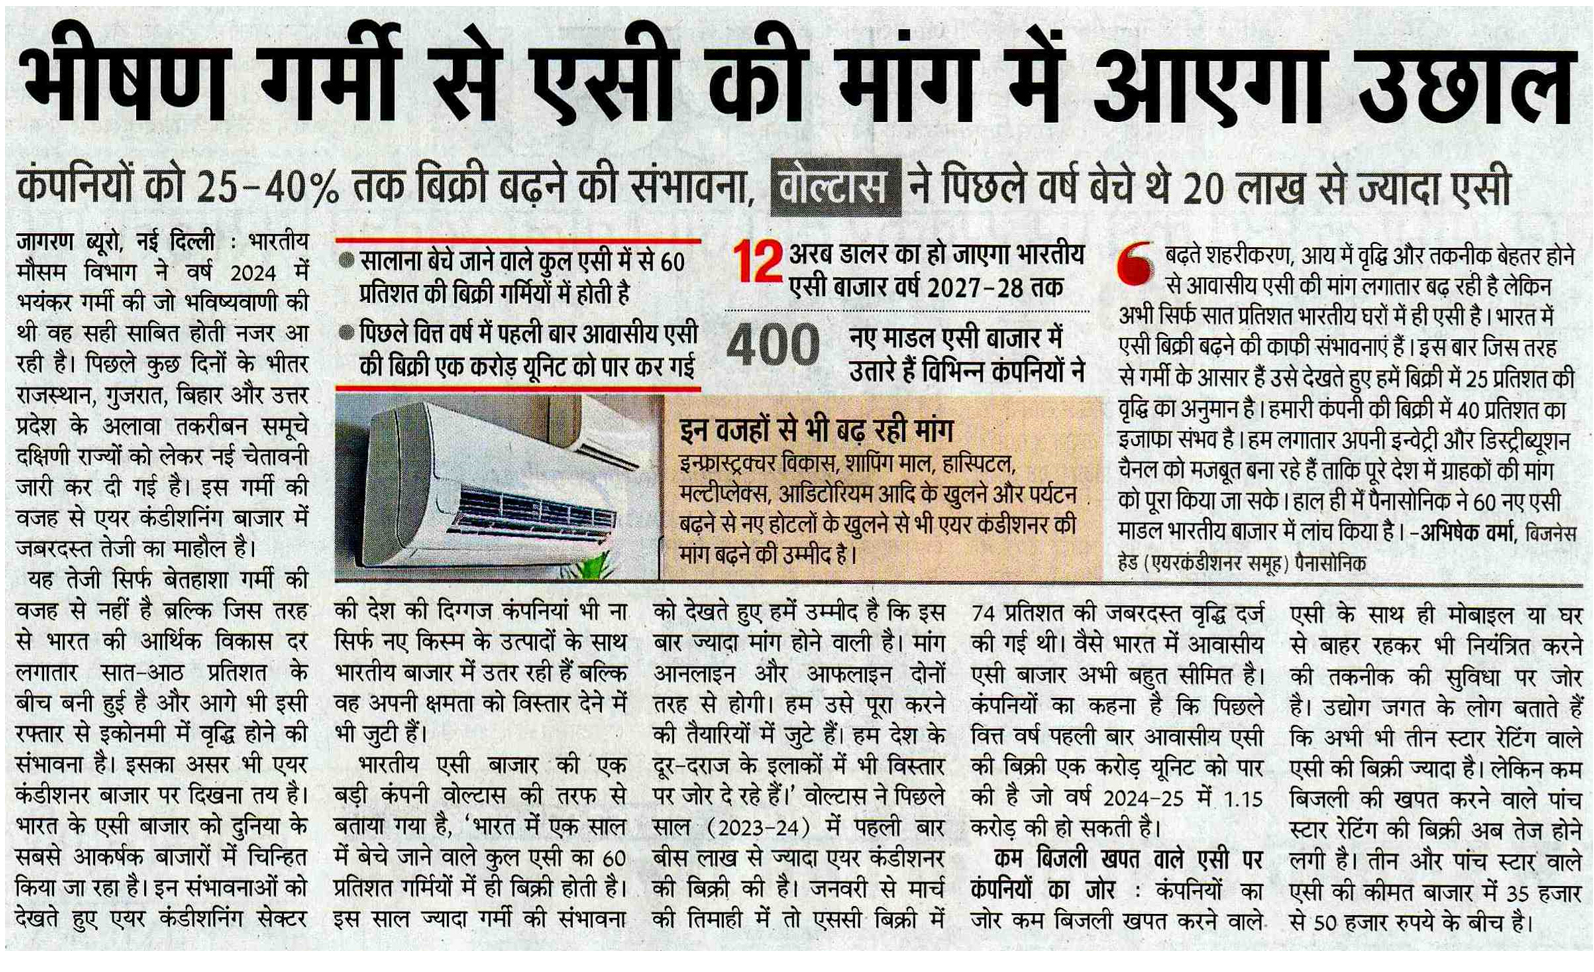 भीषण गर्मी से एसी की मांग में आएगा उछाल
कंपनियों को 25-40% तक बिक्री बढ़ने की संभावना, वोल्टास ने पिछले वर्ष बेचे थे 20 लाख से ज्यादा एसी
जागरण ब्यूरो, नई दिल्ली : भारतीय
मौसम विभाग ने वर्ष 2024 में
भयंकर गर्मी की जो भविष्यवाणी की
थी वह सही साबित होती नजर आ
रही है। पिछले कुछ दिनों के भीतर
राजस्थान, गुजरात, बिहार और उत्तर
प्रदेश के अलावा तकरीबन समूचे
दक्षिणी राज्यों को लेकर नई चेतावनी
जारी कर दी गई है। इस गर्मी की
वजह से एयर कंडीशनिंग बाजार में
जबरदस्त तेजी का माहौल है।
यह तेजी सिर्फ बेतहाशा गर्मी की
वजह से नहीं है ब्रल्कि जिस तरह
से भारत की आर्थिक विकास दर
लगातार सात-आठ प्रतिशत के
बीच बनी हुई है और आगे भी इसी
रफ्तार से इकोनमी में वृद्धि होने की
संभावना है। इसका असर भी एयर
कंडीशनर बाजार पर दिखना तय है।
भारत के एसी बाजार को दुनिया के
सबसे आकर्षक बाजारों में चिन्हित
किया जा रहा है। इन संभावनाओं को
देखते हुए एयर कंडीशनिंग सेक्टर
• सालाना बेचे जाने वाले कुल एसी में से 60
प्रतिशत की बिक्री गर्मियों में होती है
• पिछले वित्त वर्ष में पहली बार आवासीय एसी
की बिक्री एक करोड़ यूनिट को पार कर गई
12 अरब डालर का हो जाएगा भारतीय
एसी बाजार वर्ष 2027-28 तक
400 नए माडल एसी बाजार में
उतारे हैं विभिन्न कंपनियों ने
इन वजहों से भी बढ़ रही मांग
इन्फ्रास्ट्रक्चर विकास, शापिंग माल, हास्पिटल,
मल्टीप्लेक्स, आडिटोरियम आदि के खुलने और पर्यटन
बढ़ने से नए होटलों के खुलने से भी एयर कंडीशनर की
मांग बढ़ने की उम्मीद है।
बढ़ते शहरीकरण, आय में वृद्धि और तकनीक बेहतर होने
से आवासीय एसी की मांग लगातार बढ़ रही है लेकिन
अभी सिर्फ सात प्रतिशत भारतीय घरों में ही एसी है। भारत में
एसी बिक्री बढ़ने की काफी संभावनाएं हैं। इस बार जिस तरह
से गर्मी के आसार हैं उसे देखते हुए हमें बिक्री में 25 प्रतिशत की
वृद्धि का अनुमान है। हमारी कंपनी की बिक्री में 40 प्रतिशत का
इजाफा संभव है। हम लगातार अपनी इन्वेट्री और डिस्ट्रीब्यूशन
चैनल को मजबूत बना रहे हैं ताकि पूरे देश में ग्राहकों की मांग
को पूरा किया जा सके। हाल ही में पैनासोनिक ने 60 नए एसी
माडल भारतीय बाजार में लांच किया है। -अभिषेक वर्मा, बिजनेस
हेड (एयरकंडीशनर समूह) पैनासोनिक
की देश की दिग्गज कंपनियां भी ना
सिर्फ नए किस्म के उत्पादों के साथ
भारतीय बाजार में उतर रही हैं बल्कि
वह अपनी क्षमता को विस्तार देने में
भी जुटी हैं।
भारतीय एसी बाजार की एक
बड़ी कंपनी वोल्टास की तरफ से
बताया गया है, 'भारत में एक साल
में बेचे जाने वाले कुल एसी का 60
प्रतिशत गर्मियों में ही बिक्री होती है।
इस साल ज्यादा गर्मी की संभावना
को देखते हुए हमें उम्मीद है कि इस
बार ज्यादा मांग होने वाली है। मांग
आनलाइन और आफलाइन दोनों
तरह से होगी। हम उसे पूरा करने
की तैयारियों में जुटे हैं। हम देश के
दूर-दराज के इलाकों में भी विस्तार
पर जोर दे रहे हैं।' वोल्टास ने पिछले
साल (2023-24) में पहली बार
बीस लाख से ज्यादा एयर कंडीशनर
की बिक्री की है। जनवरी से मार्च
की तिमाही में तो एससी बिक्री में
74 प्रतिशत की जबरदस्त वृद्धि दर्ज
की गई थी। वैसे भारत में आवासीय
एसी बाजार अभी बहुत सीमित है।
कंपनियों का कहना है कि पिछले
वित्त वर्ष पहली बार आवासीय एसी
की बिक्री एक करोड़ यूनिट को पार
की है जो वर्ष 2024-25 में 1.15
करोड़ की हो सकती है।
कम बिजली खपत वाले एसी पर
कंपनियों का जोर : कंपनियों का
जोर कम बिजली खपत करने वाले
एसी के साथ ही मोबाइल या घर
से बाहर रहकर भी नियंत्रित करने
की तकनीक की सुविधा पर जोर
है। उद्योग जगत के लोग बताते हैं
कि अभी भी तीन स्टार रेटिंग वाले
एसी की बिक्री ज्यादा है। लेकिन कम
बिजली की खपत करने वाले पांच
स्टार रेटिंग की बिक्री अब तेज होने
लगी है। तीन और पांच स्टार वाले
एसी की कीमत बाजार में 35 हजार
से 50 हजार रुपये के बीच है।